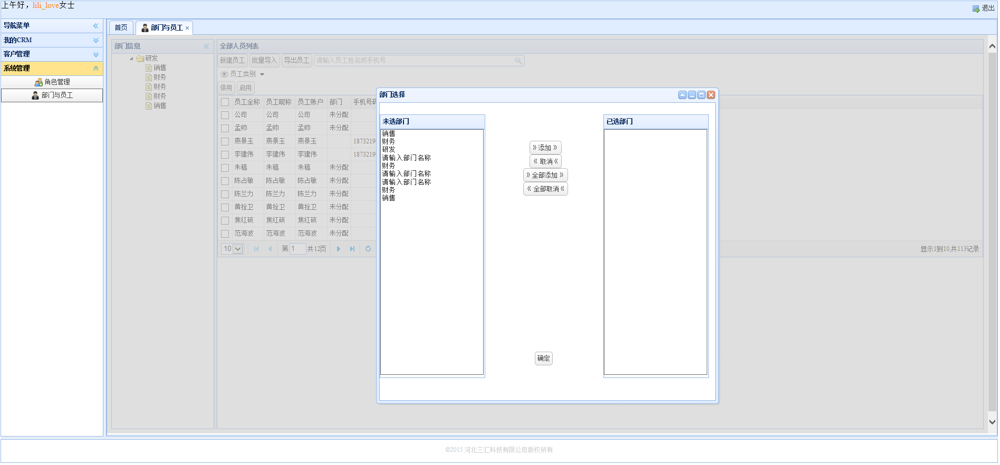 上午好，lili_love女士
退出
导航菜单
我的CRM
客户管理
系统管理
角色管理
部门与员工
首页
部门与员工
部门信息
研发
销售
财务
财务
财务
销售
全部人员列表
新建员工 批量导入 导出员工 请输入员工姓名或手机号
员工类别
停用 启用
员工全称 员工昵称 员工账户 部门 手机号码
公司 公司 公司 未分配
孟帅 孟帅 孟帅 未分配
燕景玉 燕景玉 燕景玉 1873219
李建伟 李建伟 李建伟 1873219
朱稿 朱稿 朱稿 未分配
陈占敏 陈占敏 陈占敏 未分配
陈兰力 陈兰力 陈兰力 未分配
黄拴卫 黄拴卫 黄拴卫 未分配
焦红硕 焦红硕 焦红硕 未分配
范海波 范海波 范海波 未分配
10 第 1 共12页
显示1到10,共113记录
部门选择
未选部门
销售
财务
研发
请输入部门名称
财务
请输入部门名称
请输入部门名称
财务
销售
》添加 》
《 取消《
》全部添加 》
《 全部取消《
确定
已选部门
©2015 河北三汇科技有限公司版权所有